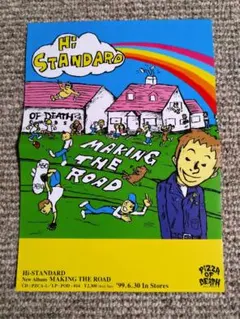 Hi
STANDARD
OF DEATH
MAKING
THE
ROAD
Hi-STANDARD
New Album MAKING THE ROAD
'99.6.30 In Stores
PIZZA
OF
DEATH